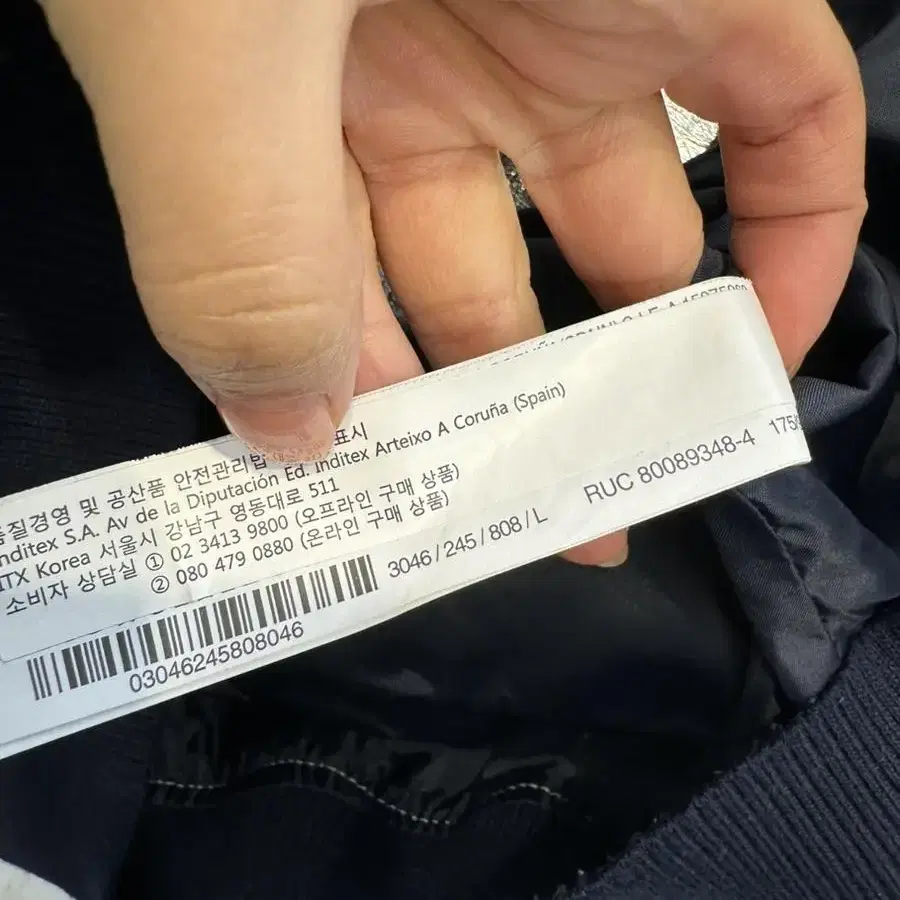 품질경영 및 공산품 안전관리법 표시
Inditex S.A. Av de la Diputación Ed. Inditex Arteixo A Coruña (Spain)
ITX Korea 서울시 강남구 영동대로 511
소비자 상담실 ① 02 3413 9800 (오프라인 구매 상품)
② 080 479 0880 (온라인 구매 상품)
3046 / 245 / 808 / L
RUC 80089348-4
03046245808046